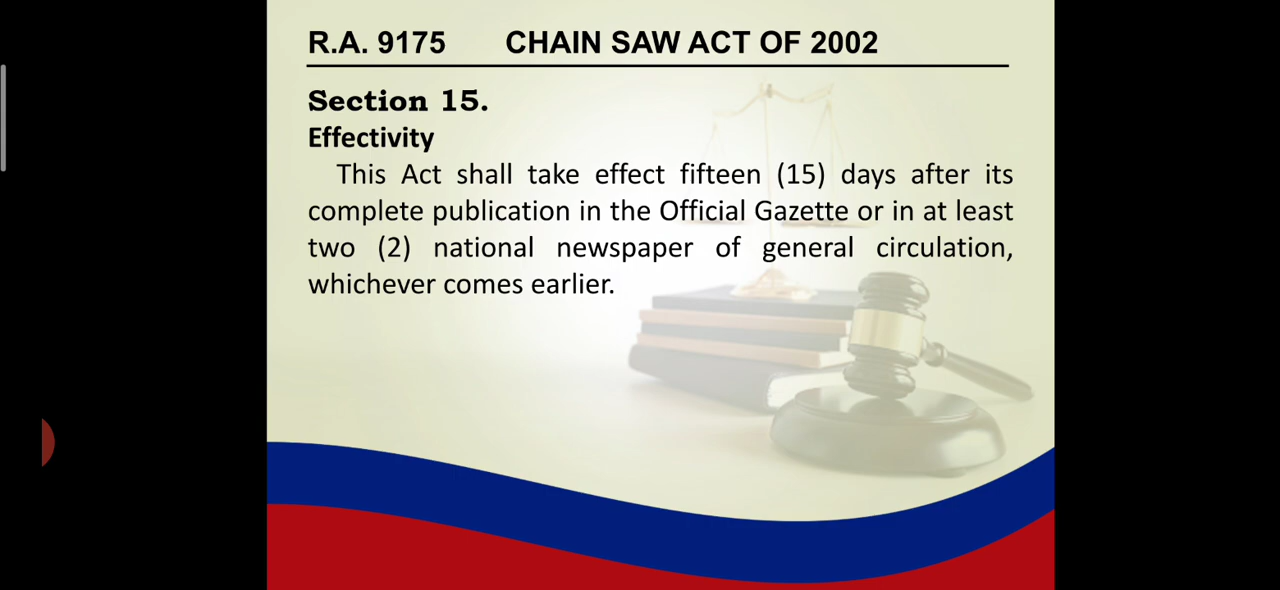 R.A. 9175 CHAIN SAW ACT OF 2002
Section 15.
Effectivity
This Act shall take effect fifteen (15) days after its
complete publication in the Official Gazette or in at least
two (2) national newspaper of general circulation,
whichever comes earlier.